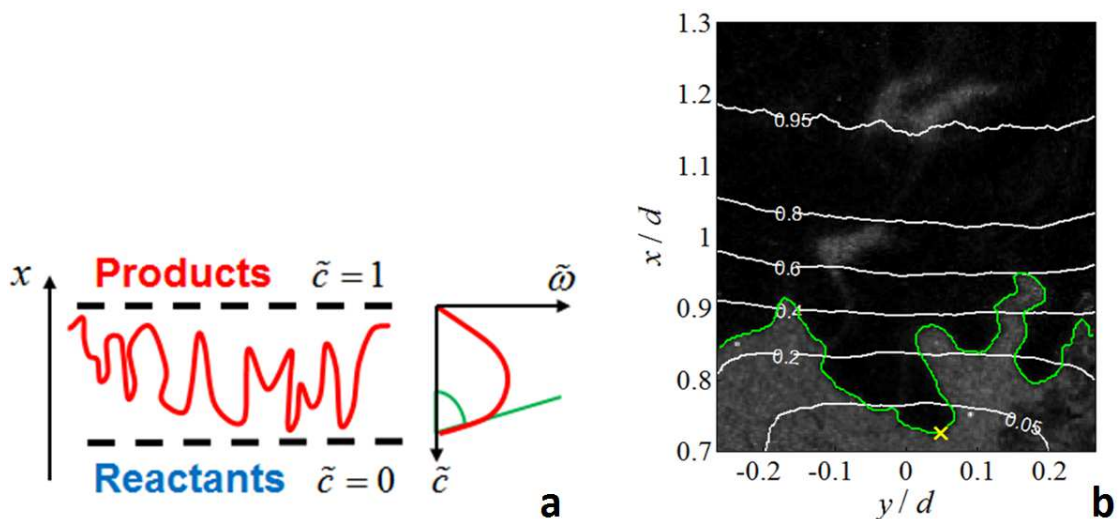 x
Products c̃ = 1
ω̃
Reactants c̃ = 0
c̃
a
1.3
1.2
1.1
1
0.9
0.8
0.7
x / d
0.95
0.8
0.6
0.4
0.2
0.05
-0.2 -0.1 0 0.1 0.2
y / d
b